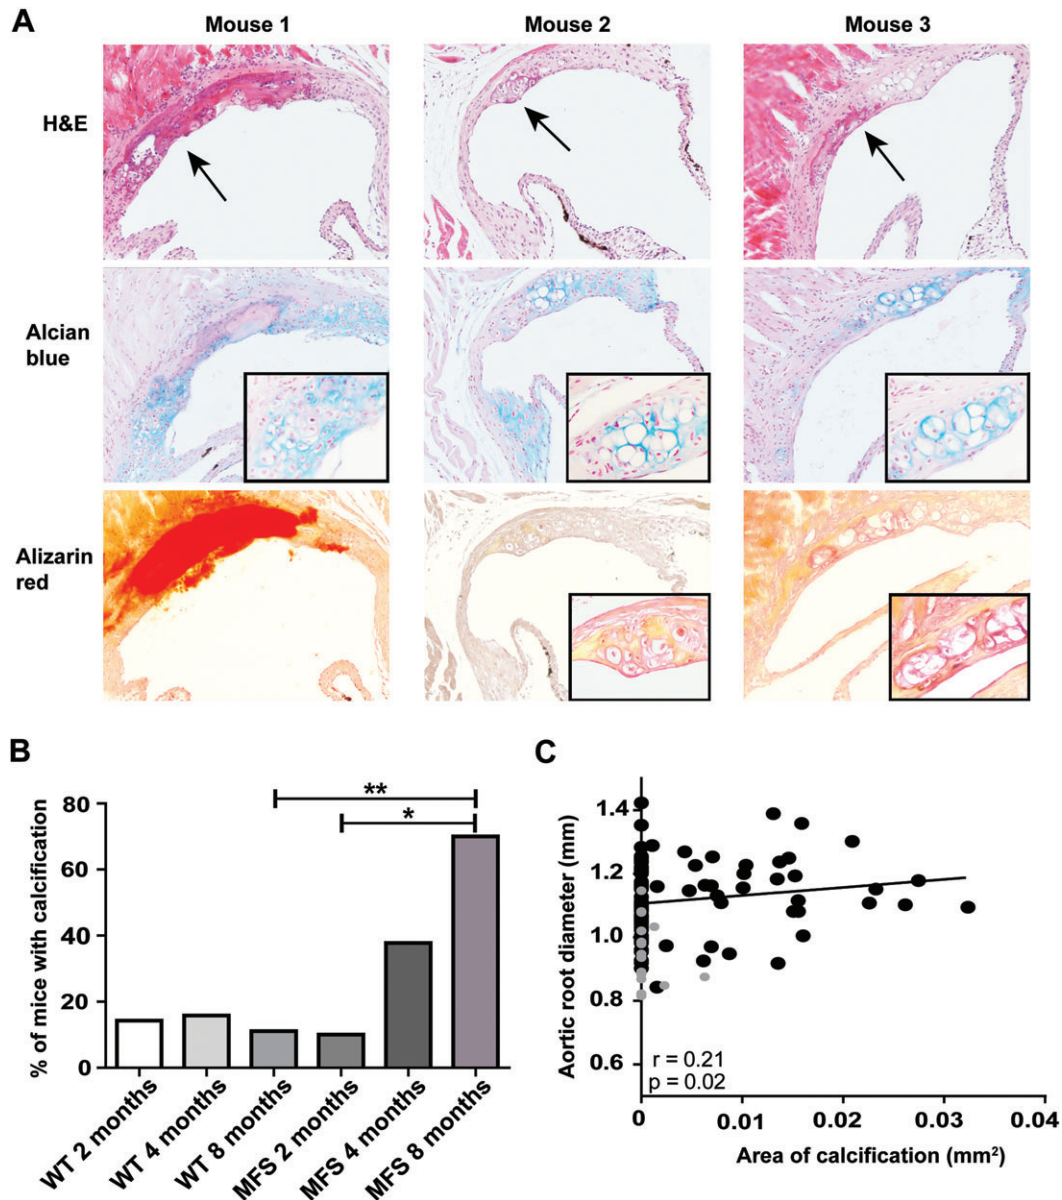 A
Mouse 1
Mouse 2
Mouse 3
H&E
Alcian
blue
Alizarin
red
B
% of mice with calcification
80
60
40
20
0
**
*
WT 2 months
WT 4 months
WT 8 months
MFS 2 months
MFS 4 months
MFS 8 months
C
Aortic root diameter (mm)
1.4
1.2
1.0
0.8
0.6
r = 0.21
p = 0.02
0
0.01
0.02
0.03
0.04
Area of calcification (mm²)